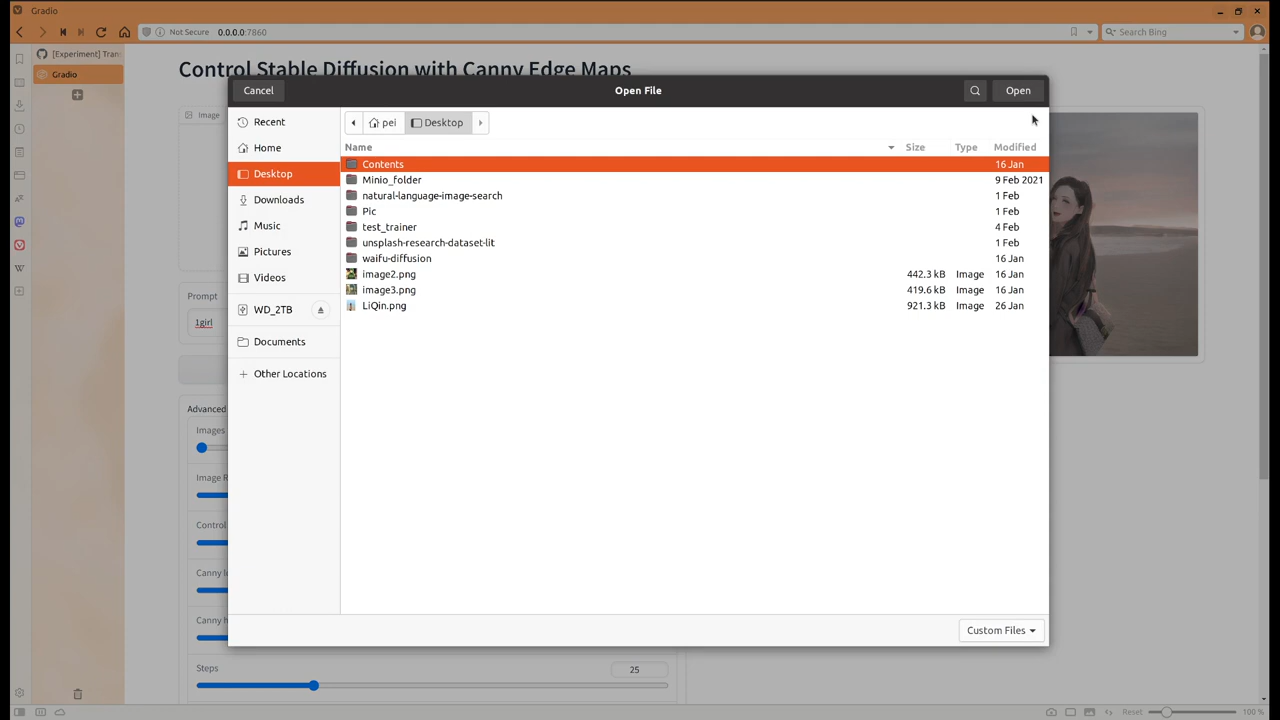 Gradio
Not Secure 0.0.0.0:7860
Search Bing
[Experiment] Tran
Gradio
Control Stable Diffusion with Canny Edge Maps
Cancel
Open File
Open
Image
Recent
Home
Desktop
Downloads
Music
Pictures
Videos
WD_2TB
Documents
Other Locations
pei
Desktop
Name Size Type Modified
Contents 16 Jan
Minio_folder 9 Feb 2021
natural-language-image-search 1 Feb
Pic 1 Feb
test_trainer 4 Feb
unsplash-research-dataset-lit 1 Feb
waifu-diffusion 16 Jan
image2.png 442.3 kB Image 16 Jan
image3.png 419.6 kB Image 16 Jan
LiQin.png 921.3 kB Image 26 Jan
Custom Files
Prompt
1girl
Advanced
Images
Image R
Control
Canny l
Canny h
Steps
25
Reset
100 %